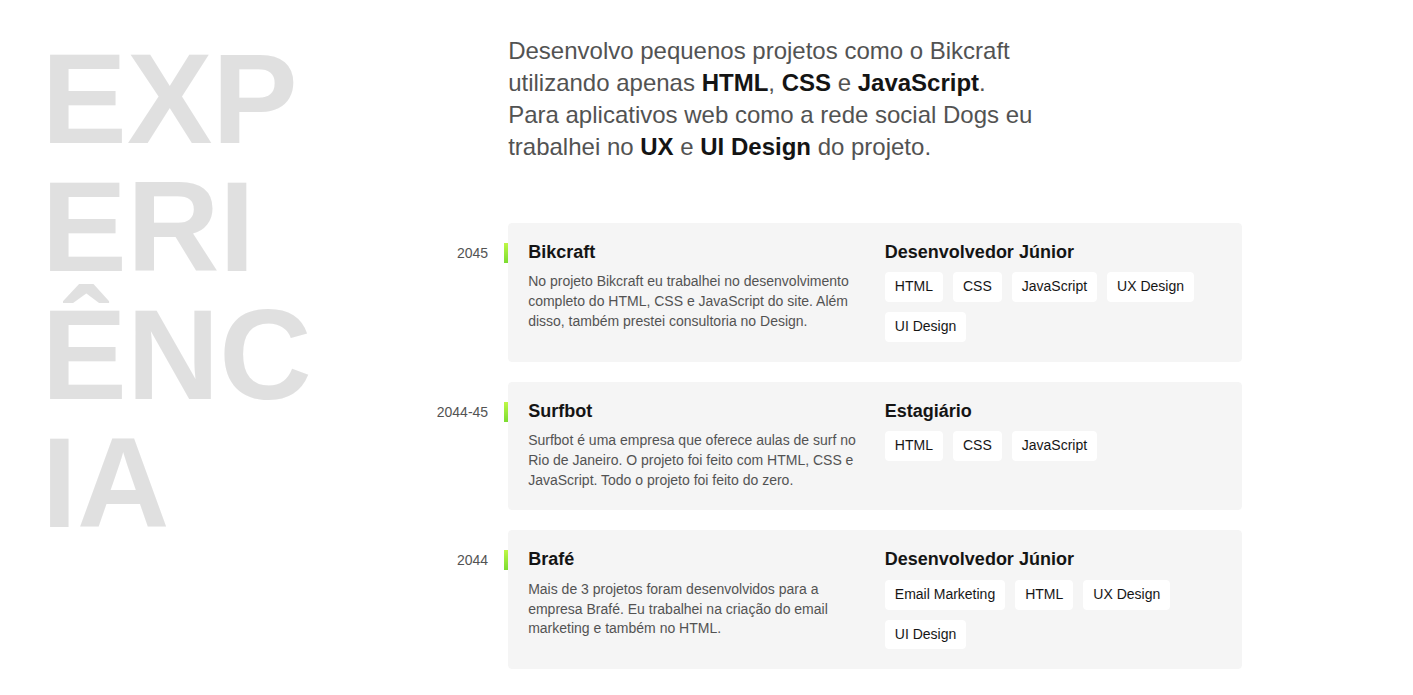 EXP
ERI
ÊNC
IA
Desenvolvo pequenos projetos como o Bikcraft
utilizando apenas HTML, CSS e JavaScript.
Para aplicativos web como a rede social Dogs eu
trabalhei no UX e UI Design do projeto.
2045
Bikcraft
No projeto Bikcraft eu trabalhei no desenvolvimento
completo do HTML, CSS e JavaScript do site. Além
disso, também prestei consultoria no Design.
Desenvolvedor Júnior
HTML CSS JavaScript UX Design
UI Design
2044-45
Surfbot
Surfbot é uma empresa que oferece aulas de surf no
Rio de Janeiro. O projeto foi feito com HTML, CSS e
JavaScript. Todo o projeto foi feito do zero.
Estagiário
HTML CSS JavaScript
2044
Brafé
Mais de 3 projetos foram desenvolvidos para a
empresa Brafé. Eu trabalhei na criação do email
marketing e também no HTML.
Desenvolvedor Júnior
Email Marketing HTML UX Design
UI Design